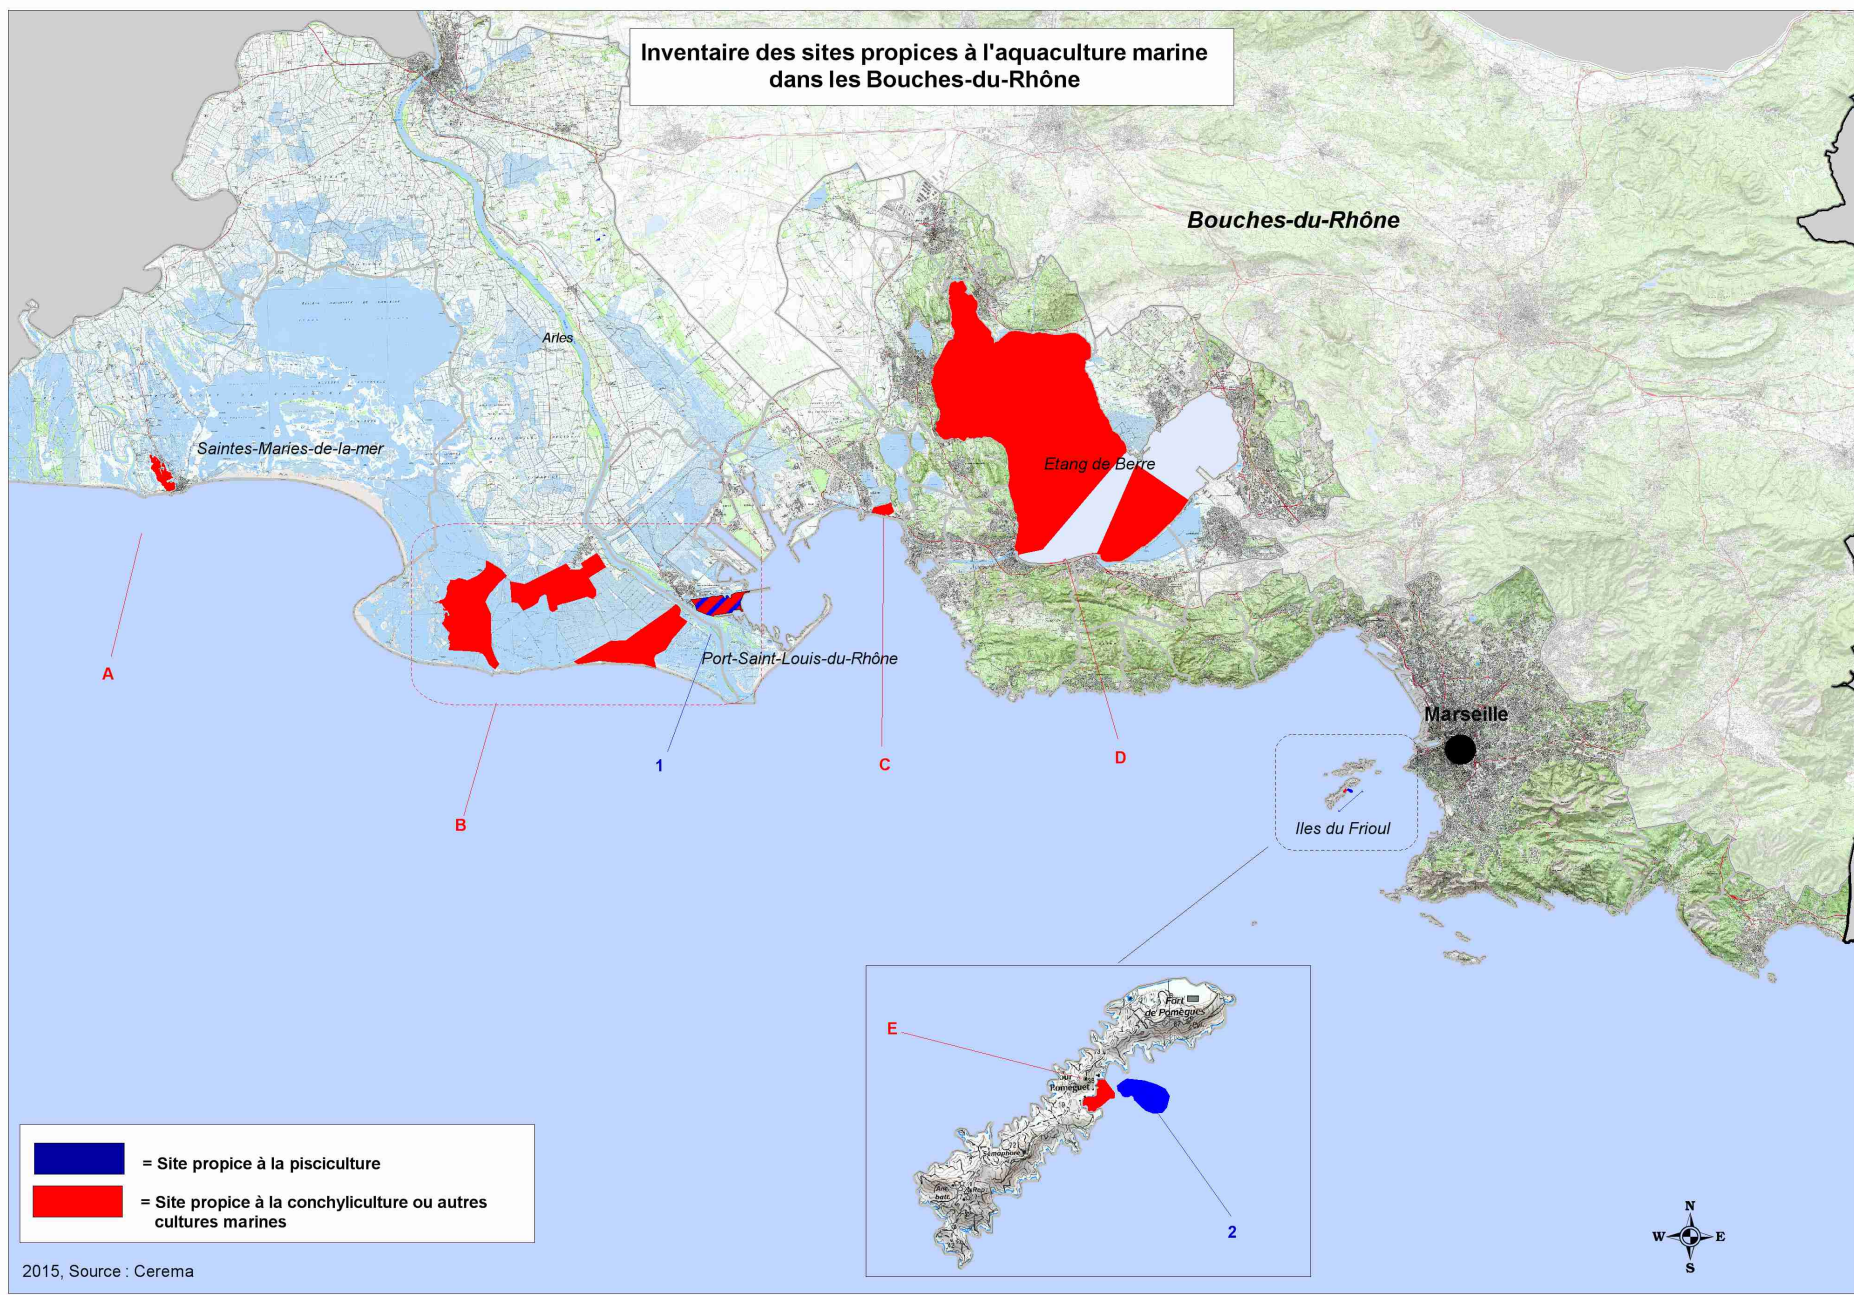 Inventaire des sites propices à l'aquaculture marine
dans les Bouches-du-Rhône
Bouches-du-Rhône
Arles
Saintes-Maries-de-la-mer
Etang de Berre
Port-Saint-Louis-du-Rhône
A
B
1
C
D
Marseille
Iles du Frioul
E
Fort
de Pomègues
Pomeguet
Sémaphore
2
= Site propice à la pisciculture
= Site propice à la conchyliculture ou autres
cultures marines
2015, Source : Cerema
N
W
E
S